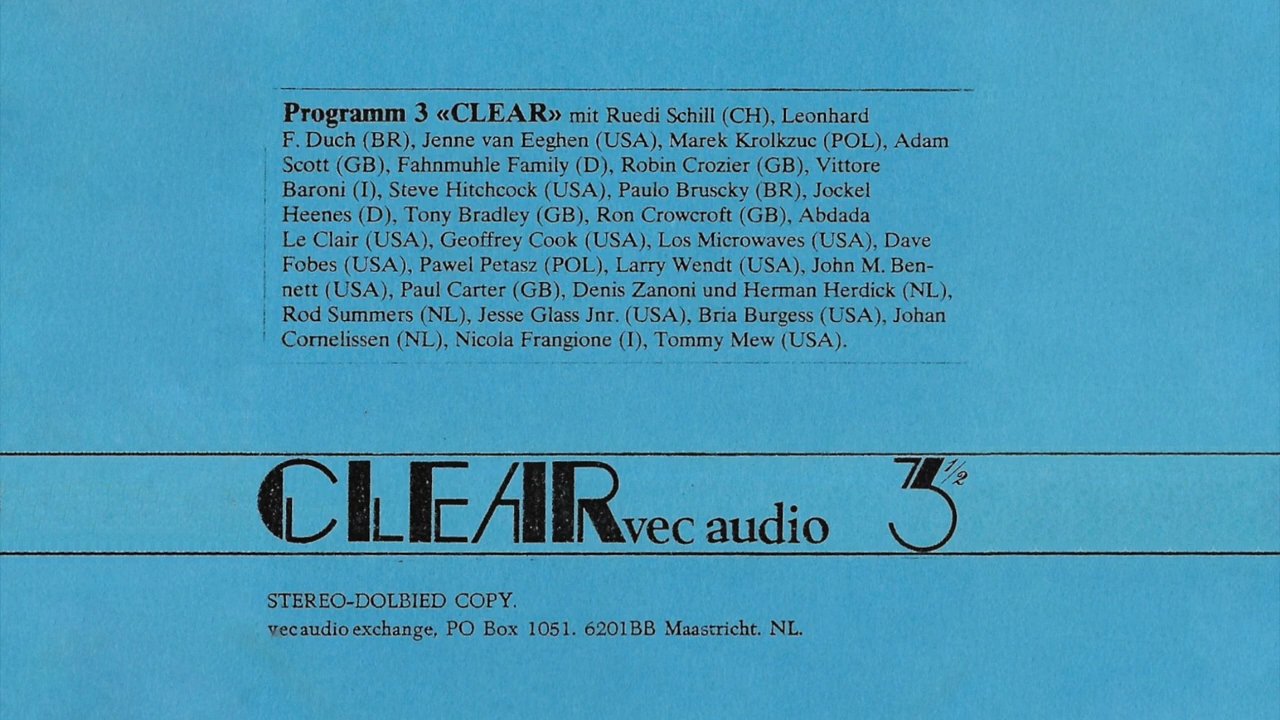 Programm 3 «CLEAR» mit Ruedi Schill (CH), Leonhard
F. Duch (BR), Jenne van Eeghen (USA), Marek Krolkzuc (POL), Adam
Scott (GB), Fahnmuhle Family (D), Robin Crozier (GB), Vittore
Baroni (I), Steve Hitchcock (USA), Paulo Bruscky (BR), Jockel
Heenes (D), Tony Bradley (GB), Ron Crowcroft (GB), Abdada
Le Clair (USA), Geoffrey Cook (USA), Los Microwaves (USA), Dave
Fobes (USA), Pawel Petasz (POL), Larry Wendt (USA), John M. Ben-
nett (USA), Paul Carter (GB), Denis Zanoni und Herman Herdick (NL),
Rod Summers (NL), Jesse Glass Jnr. (USA), Bria Burgess (USA), Johan
Cornelissen (NL), Nicola Frangione (I), Tommy Mew (USA).
CLEAR vec audio 3 1/2
STEREO-DOLBIED COPY.
vec audio exchange, PO Box 1051. 6201BB Maastricht. NL.